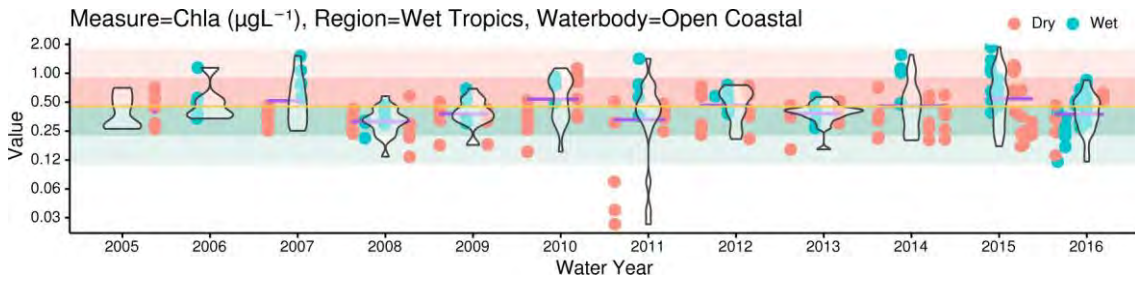 Measure=Chla (µgL⁻¹), Region=Wet Tropics, Waterbody=Open Coastal
Dry Wet
2.00
1.00
0.50
0.25
0.12
0.06
0.03
Value
2005 2006 2007 2008 2009 2010 2011 2012 2013 2014 2015 2016
Water Year